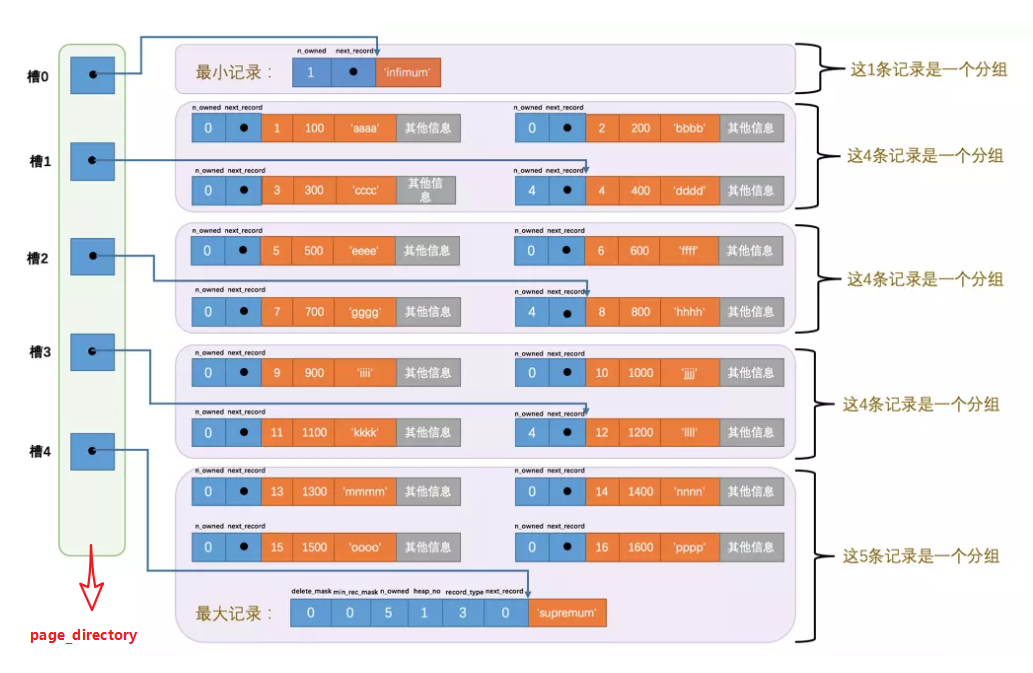 槽0
n_owned next_record
最小记录： 1 'infimum'
这1条记录是一个分组
n_owned next_record n_owned next_record
0 1 100 'aaaa' 其他信息 0 2 200 'bbbb' 其他信息
槽1
这4条记录是一个分组
n_owned next_record n_owned next_record
0 3 300 'cccc' 其他信息 4 4 400 'dddd' 其他信息
n_owned next_record n_owned next_record
0 5 500 'eeee' 其他信息 0 6 600 'ffff' 其他信息
槽2
这4条记录是一个分组
n_owned next_record n_owned next_record
0 7 700 'gggg' 其他信息 4 8 800 'hhhh' 其他信息
槽3
n_owned next_record n_owned next_record
0 9 900 'iiii' 其他信息 0 10 1000 'jjjj' 其他信息
这4条记录是一个分组
n_owned next_record n_owned next_record
0 11 1100 'kkkk' 其他信息 4 12 1200 'llll' 其他信息
槽4
n_owned next_record n_owned next_record
0 13 1300 'mmmm' 其他信息 0 14 1400 'nnnn' 其他信息
n_owned next_record n_owned next_record
0 15 1500 'oooo' 其他信息 0 16 1600 'pppp' 其他信息
这5条记录是一个分组
delete_mask min_rec_mask n_owned heap_no record_type next_record
最大记录： 0 0 5 1 3 0 'supremum'
page_directory